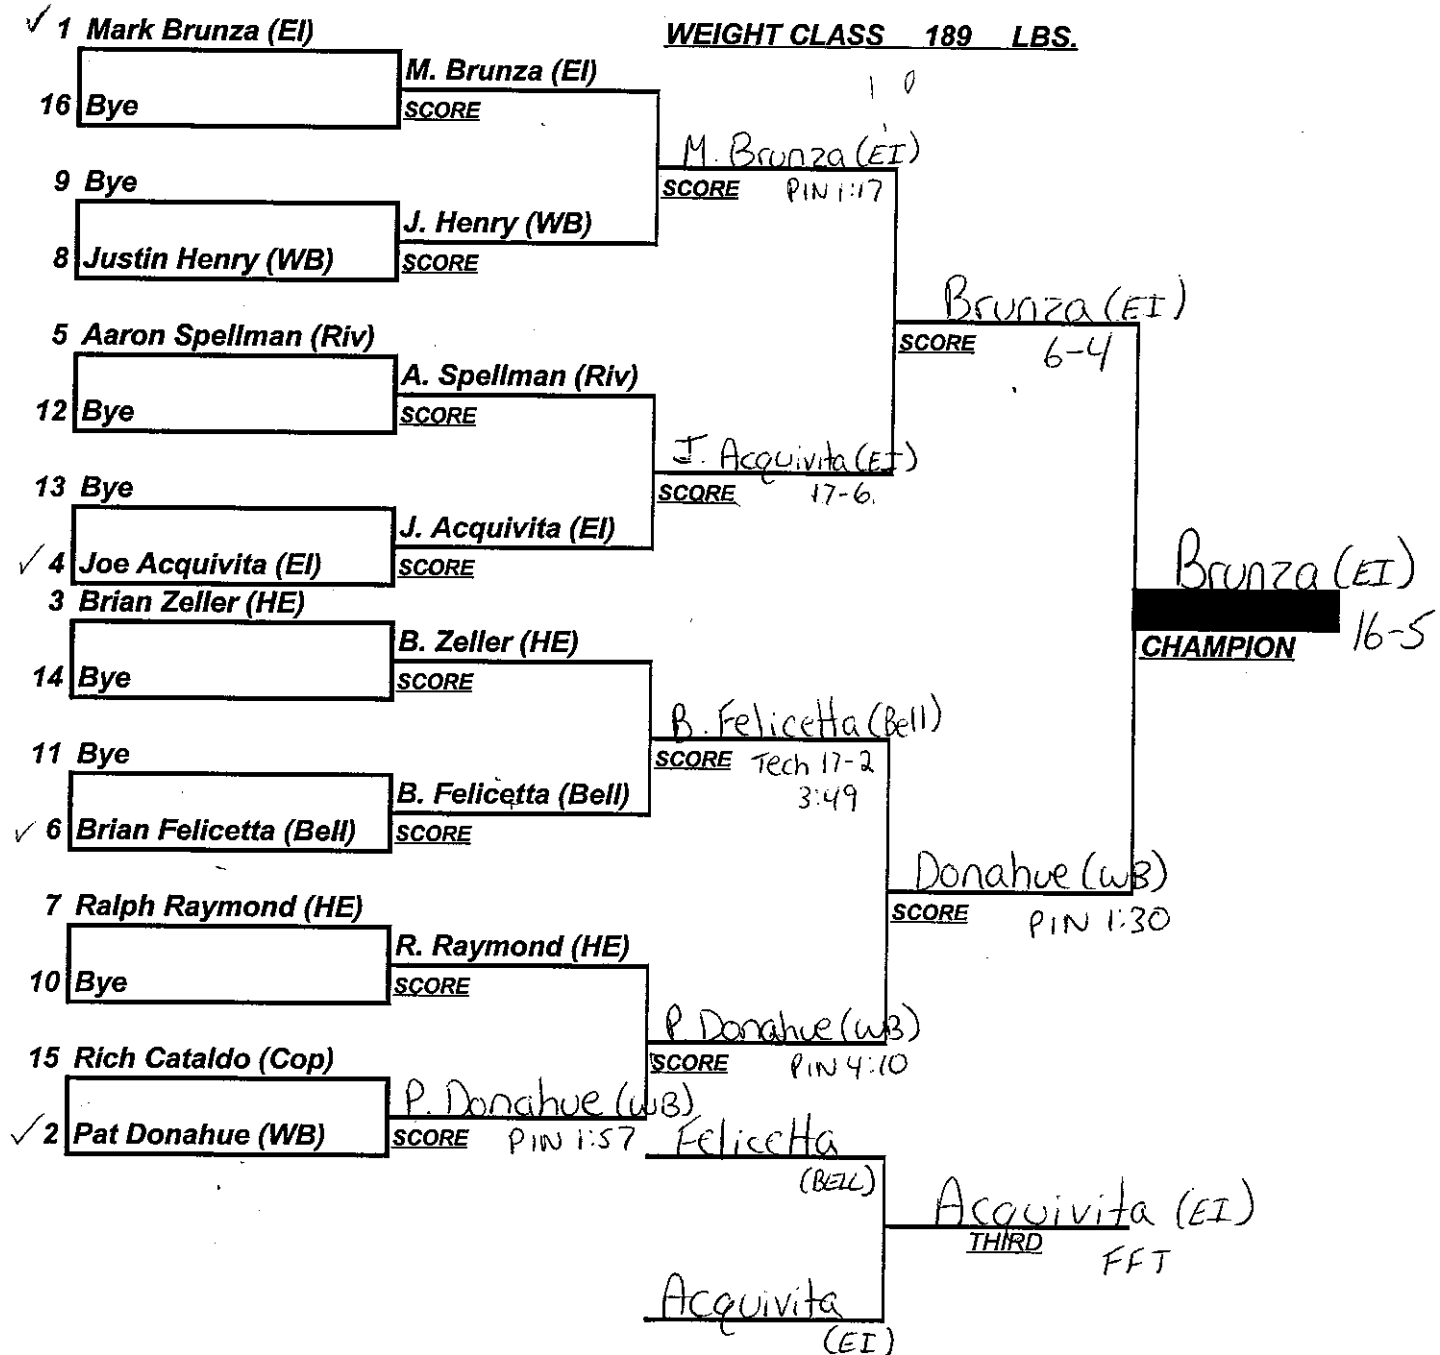 ✓ 1 Mark Brunza (EI)
WEIGHT CLASS 189 LBS.
1 0
M. Brunza (EI)
16 Bye
SCORE
M. Brunza (EI)
SCORE PIN 1:17
9 Bye
J. Henry (WB)
8 Justin Henry (WB)
SCORE
Brunza (EI)
SCORE 6-4
5 Aaron Spellman (Riv)
A. Spellman (Riv)
12 Bye
SCORE
J. Acquivita (EI)
SCORE 17-6
13 Bye
J. Acquivita (EI)
✓ 4 Joe Acquivita (EI)
SCORE
Brunza (EI)
CHAMPION 16-5
3 Brian Zeller (HE)
B. Zeller (HE)
14 Bye
SCORE
B. Felicetta (Bell)
SCORE Tech 17-2
3:49
11 Bye
B. Felicetta (Bell)
✓ 6 Brian Felicetta (Bell)
SCORE
Donahue (WB)
SCORE PIN 1:30
7 Ralph Raymond (HE)
R. Raymond (HE)
10 Bye
SCORE
P. Donahue (WB)
SCORE PIN 4:10
15 Rich Cataldo (Cop)
P. Donahue (WB)
✓ 2 Pat Donahue (WB)
SCORE PIN 1:57
Felicetta
(BELL)
Acquivita (EI)
THIRD
FFT
Acquivita
(EI)